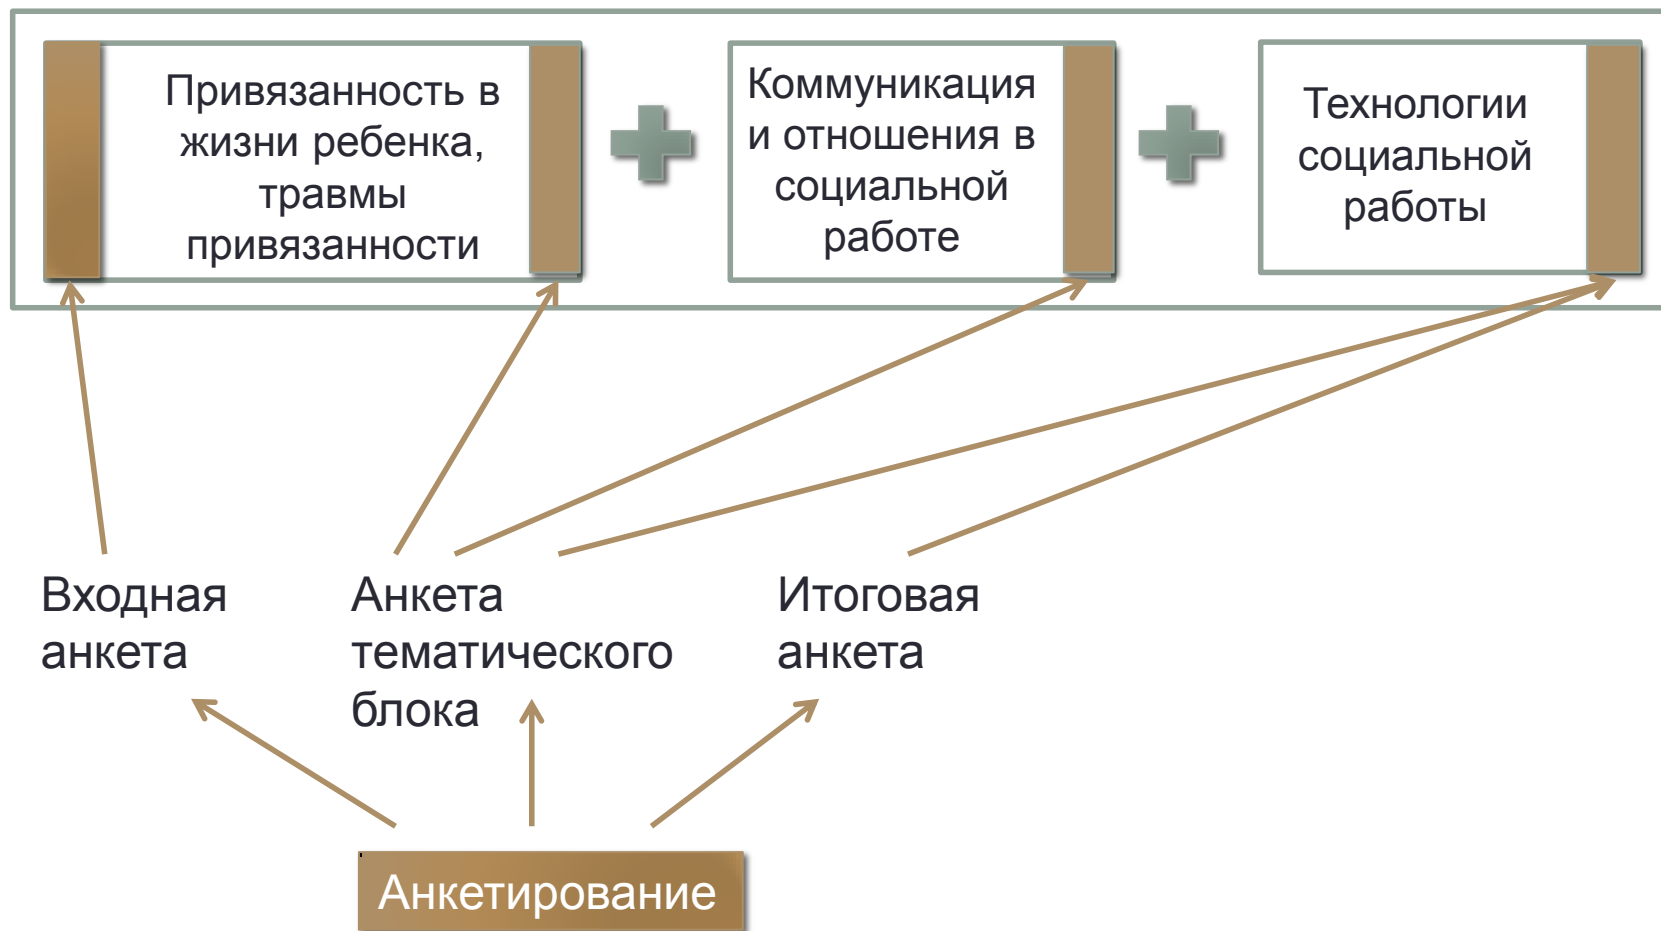 Привязанность в
жизни ребенка,
травмы
привязанности
Коммуникация
и отношения в
социальной
работе
Технологии
социальной
работы
Входная
анкета
Анкета
тематического
блока
Итоговая
анкета
Анкетирование